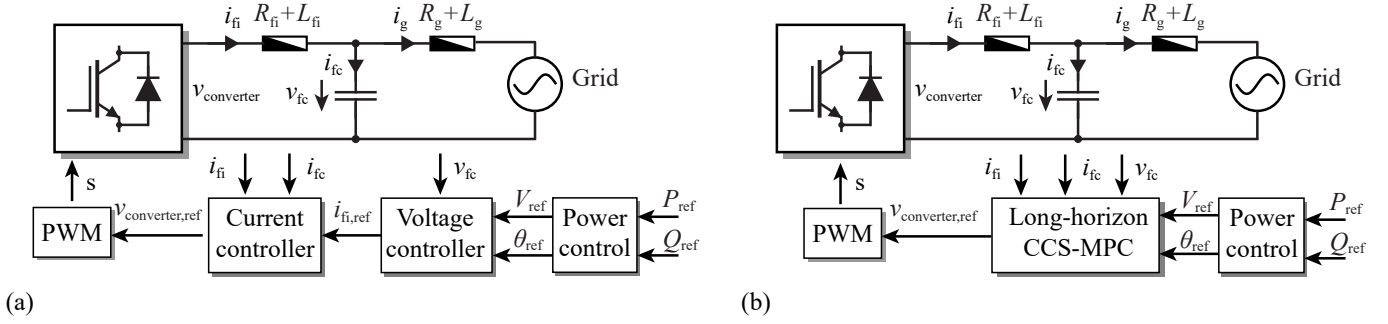 i_fi R_fi+L_fi i_g R_g+L_g
i_fc
v_converter v_fc Grid
i_fi i_fc v_fc
s
PWM v_converter,ref Current controller i_fi,ref Voltage controller V_ref θ_ref Power control P_ref Q_ref
(a)
i_fi R_fi+L_fi i_g R_g+L_g
i_fc
v_converter v_fc Grid
i_fi i_fc v_fc
s
PWM v_converter,ref Long-horizon CCS-MPC V_ref θ_ref Power control P_ref Q_ref
(b)